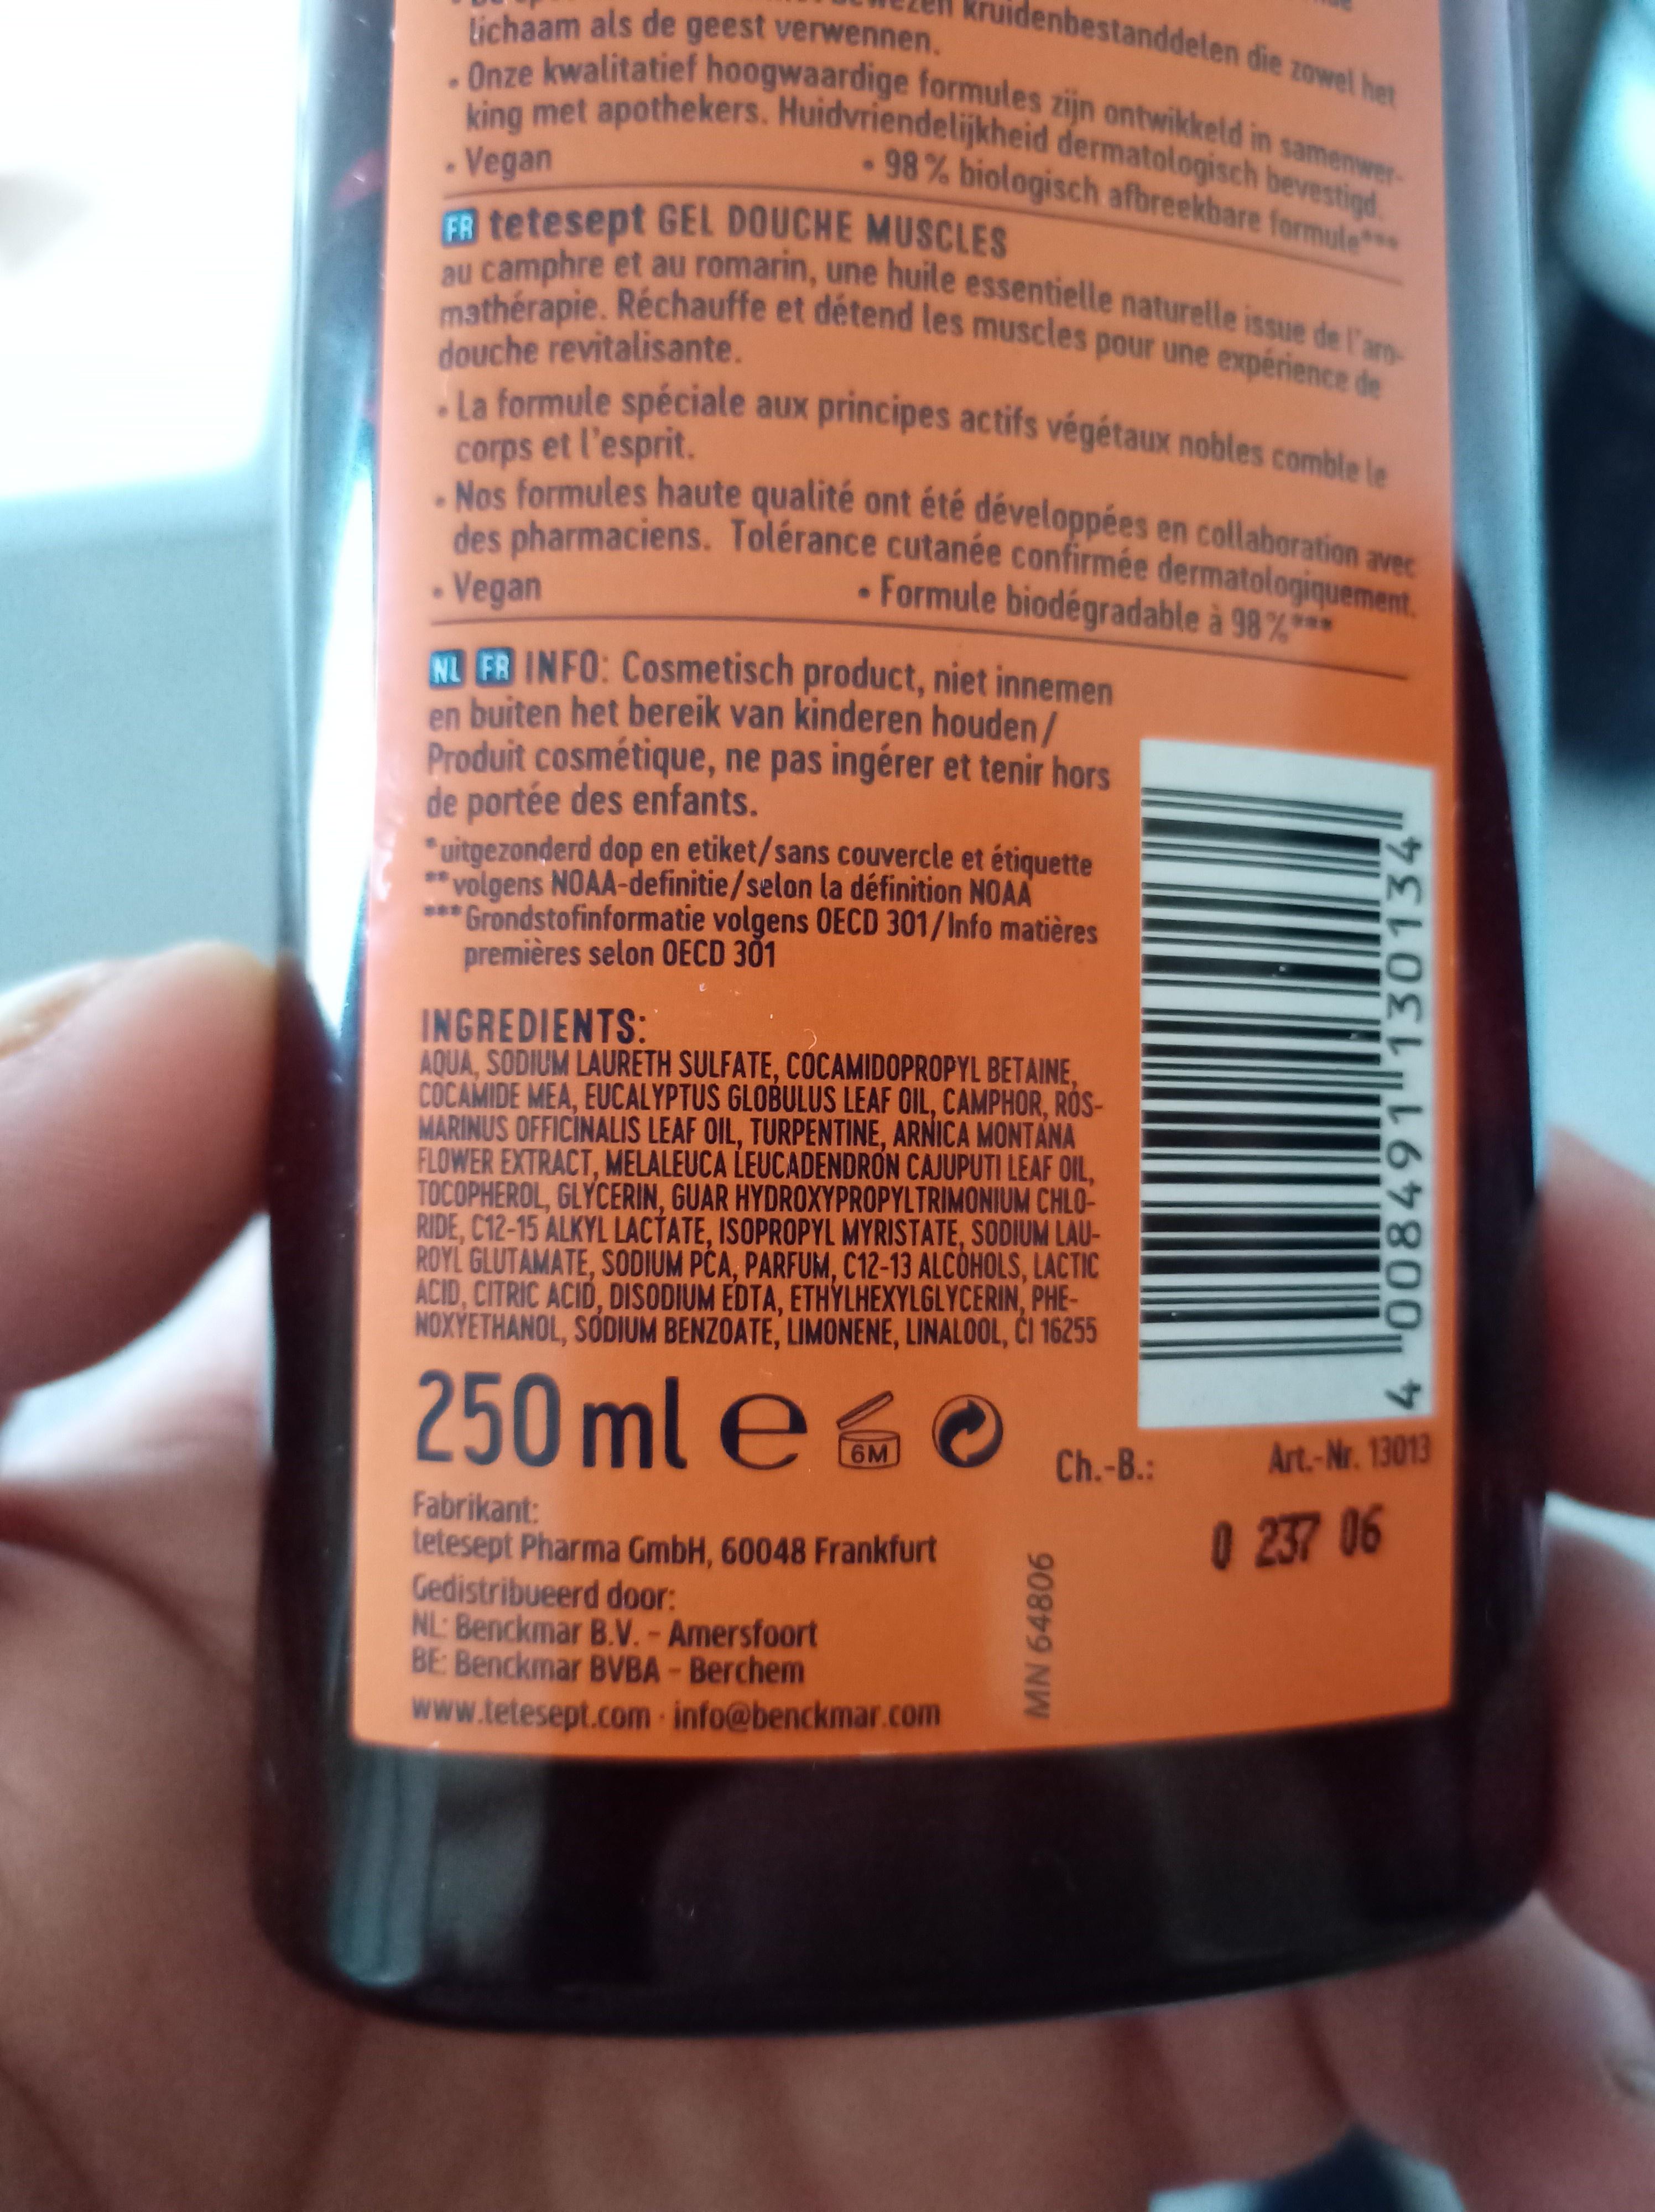 kruidenbestanddelen die zowel het
lichaam als de geest verwennen.
• Onze kwalitatief hoogwaardige formules zijn ontwikkeld in samenwer-
king met apothekers. Huidvriendelijkheid dermatologisch bevestigd.
• Vegan • 98 % biologisch afbreekbare formule***
FR tetesept GEL DOUCHE MUSCLES
au camphre et au romarin, une huile essentielle naturelle issue de l'aro-
mathérapie. Réchauffe et détend les muscles pour une expérience de
douche revitalisante.
• La formule spéciale aux principes actifs végétaux nobles comble le
corps et l'esprit.
• Nos formules haute qualité ont été développées en collaboration avec
des pharmaciens. Tolérance cutanée confirmée dermatologiquement.
• Vegan • Formule biodégradable à 98 %***
NL FR INFO: Cosmetisch product, niet innemen
en buiten het bereik van kinderen houden/
Produit cosmétique, ne pas ingérer et tenir hors
de portée des enfants.
*uitgezonderd dop en etiket/sans couvercle et étiquette
**volgens NOAA-definitie/selon la définition NOAA
***Grondstofinformatie volgens OECD 301/Info matières
premières selon OECD 301
INGREDIENTS:
AQUA, SODIUM LAURETH SULFATE, COCAMIDOPROPYL BETAINE,
COCAMIDE MEA, EUCALYPTUS GLOBULUS LEAF OIL, CAMPHOR, ROS-
MARINUS OFFICINALIS LEAF OIL, TURPENTINE, ARNICA MONTANA
FLOWER EXTRACT, MELALEUCA LEUCADENDRON CAJUPUTI LEAF OIL,
TOCOPHEROL, GLYCERIN, GUAR HYDROXYPROPYLTRIMONIUM CHLO-
RIDE, C12-15 ALKYL LACTATE, ISOPROPYL MYRISTATE, SODIUM LAU-
ROYL GLUTAMATE, SODIUM PCA, PARFUM, C12-13 ALCOHOLS, LACTIC
ACID, CITRIC ACID, DISODIUM EDTA, ETHYLHEXYLGLYCERIN, PHE-
NOXYETHANOL, SODIUM BENZOATE, LIMONENE, LINALOOL, CI 16255
4 008491 130134
250 ml e 6M
Ch.-B.: Art.-Nr. 13013
0 237 06
Fabrikant:
tetesept Pharma GmbH, 60048 Frankfurt
Gedistribueerd door:
NL: Benckmar B.V. - Amersfoort
BE: Benckmar BVBA - Berchem
www.tetesept.com · info@benckmar.com
MN 64806